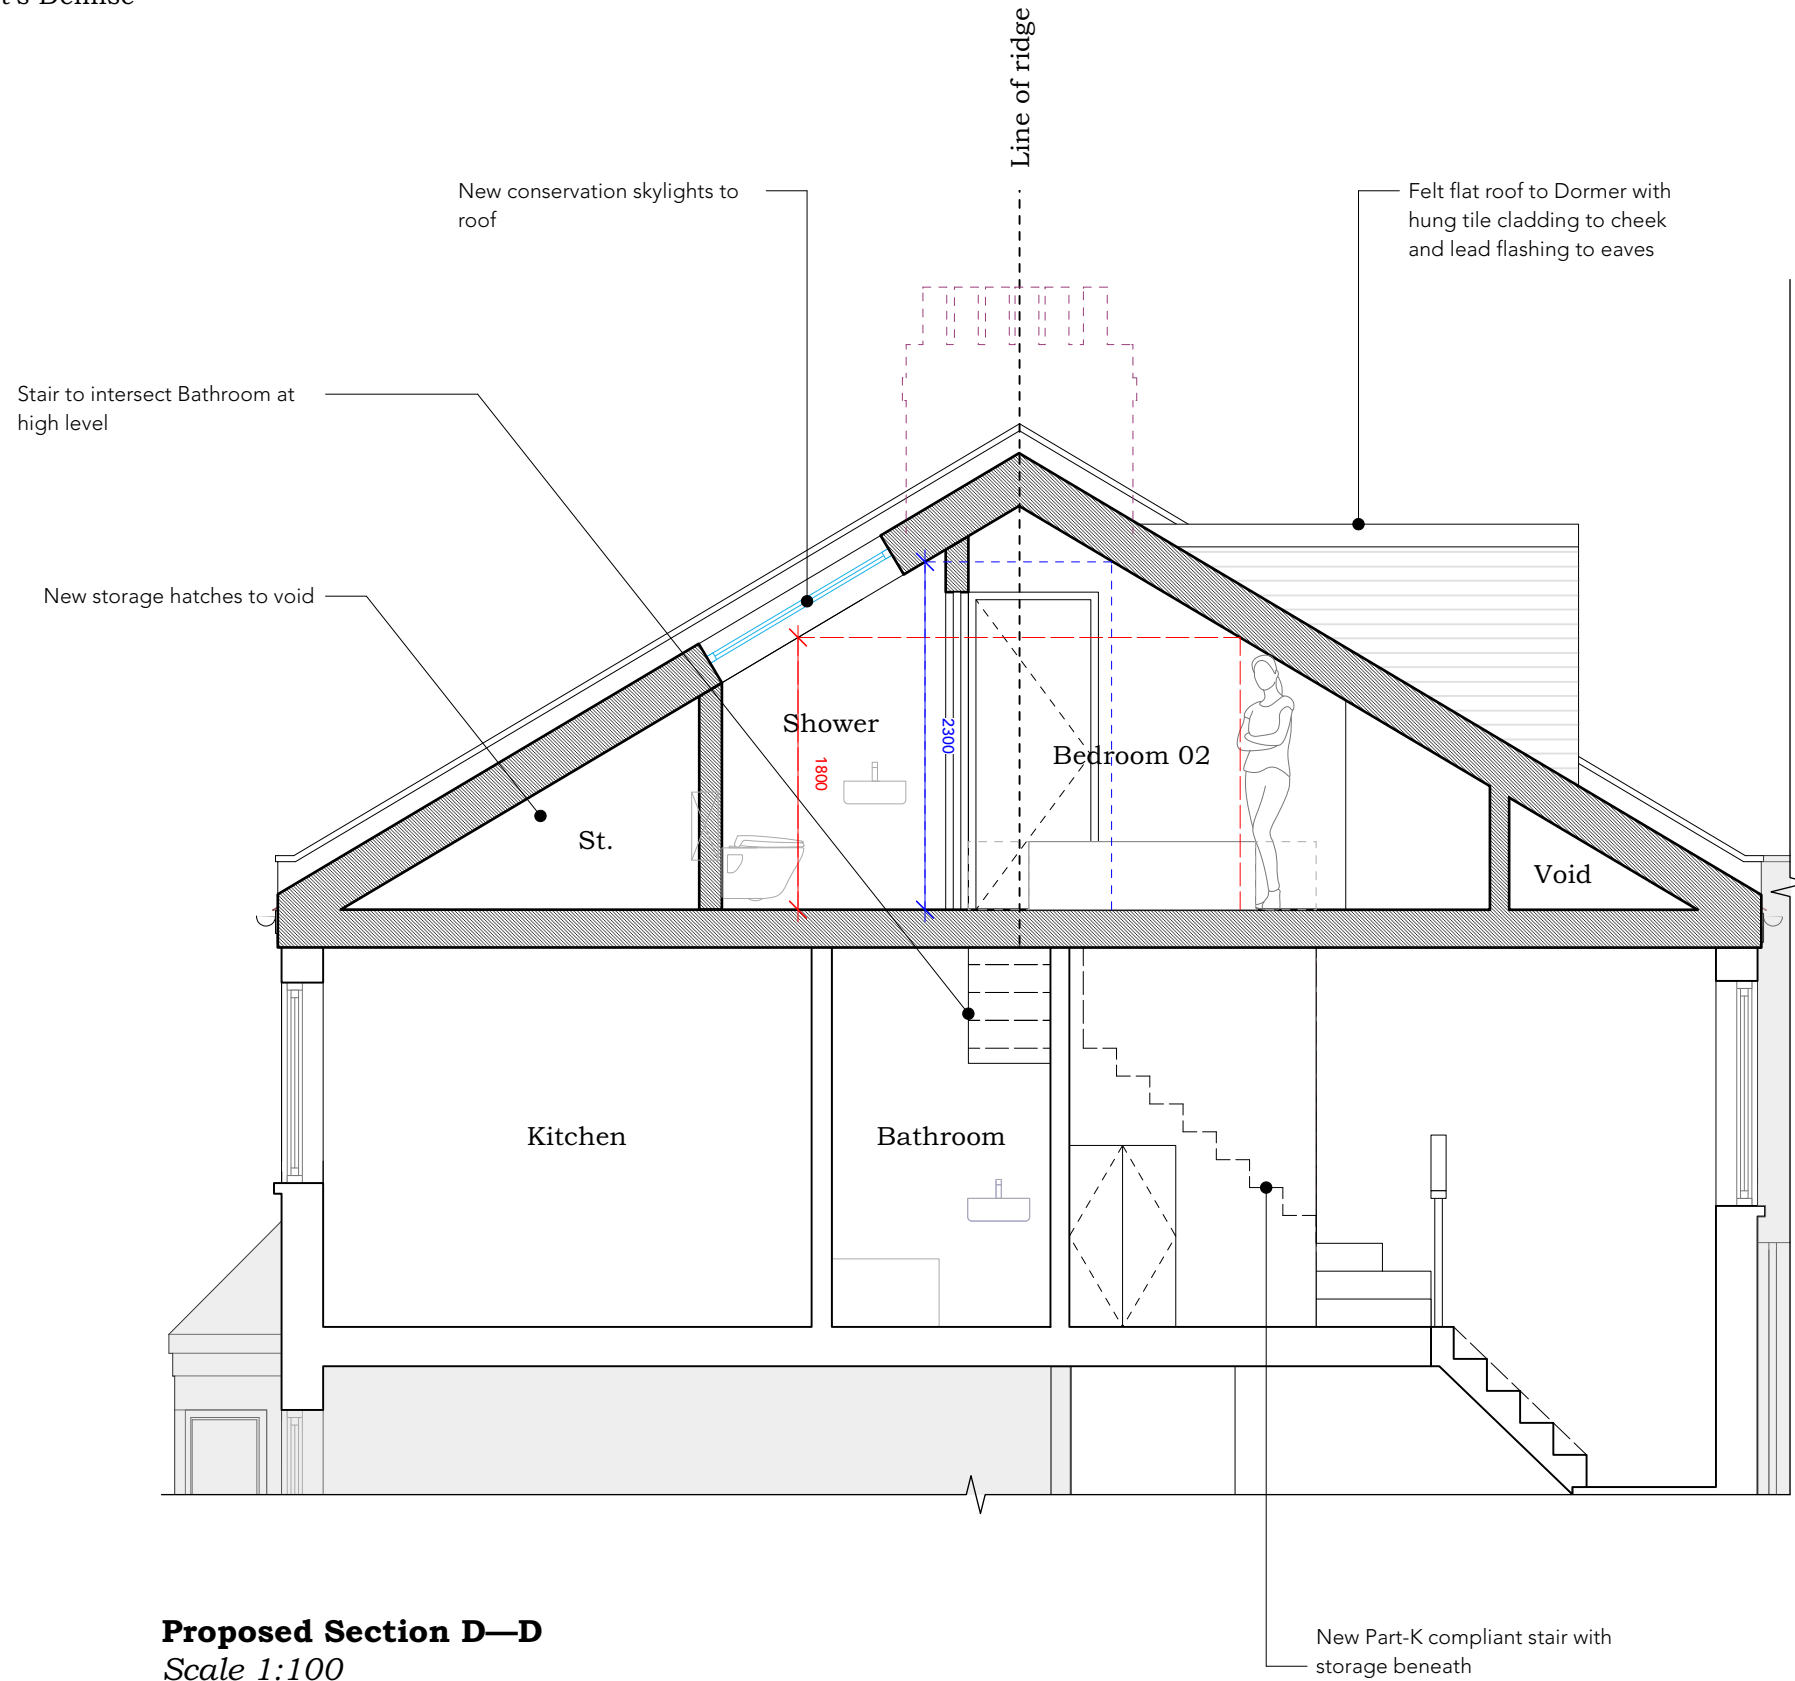 Line of ridge
New conservation skylights to
roof
Felt flat roof to Dormer with
hung tile cladding to cheek
and lead flashing to eaves
Stair to intersect Bathroom at
high level
New storage hatches to void
Shower
2300
1800
Bedroom 02
St.
Void
Kitchen
Bathroom
Proposed Section D—D
Scale 1:100
New Part-K compliant stair with
storage beneath